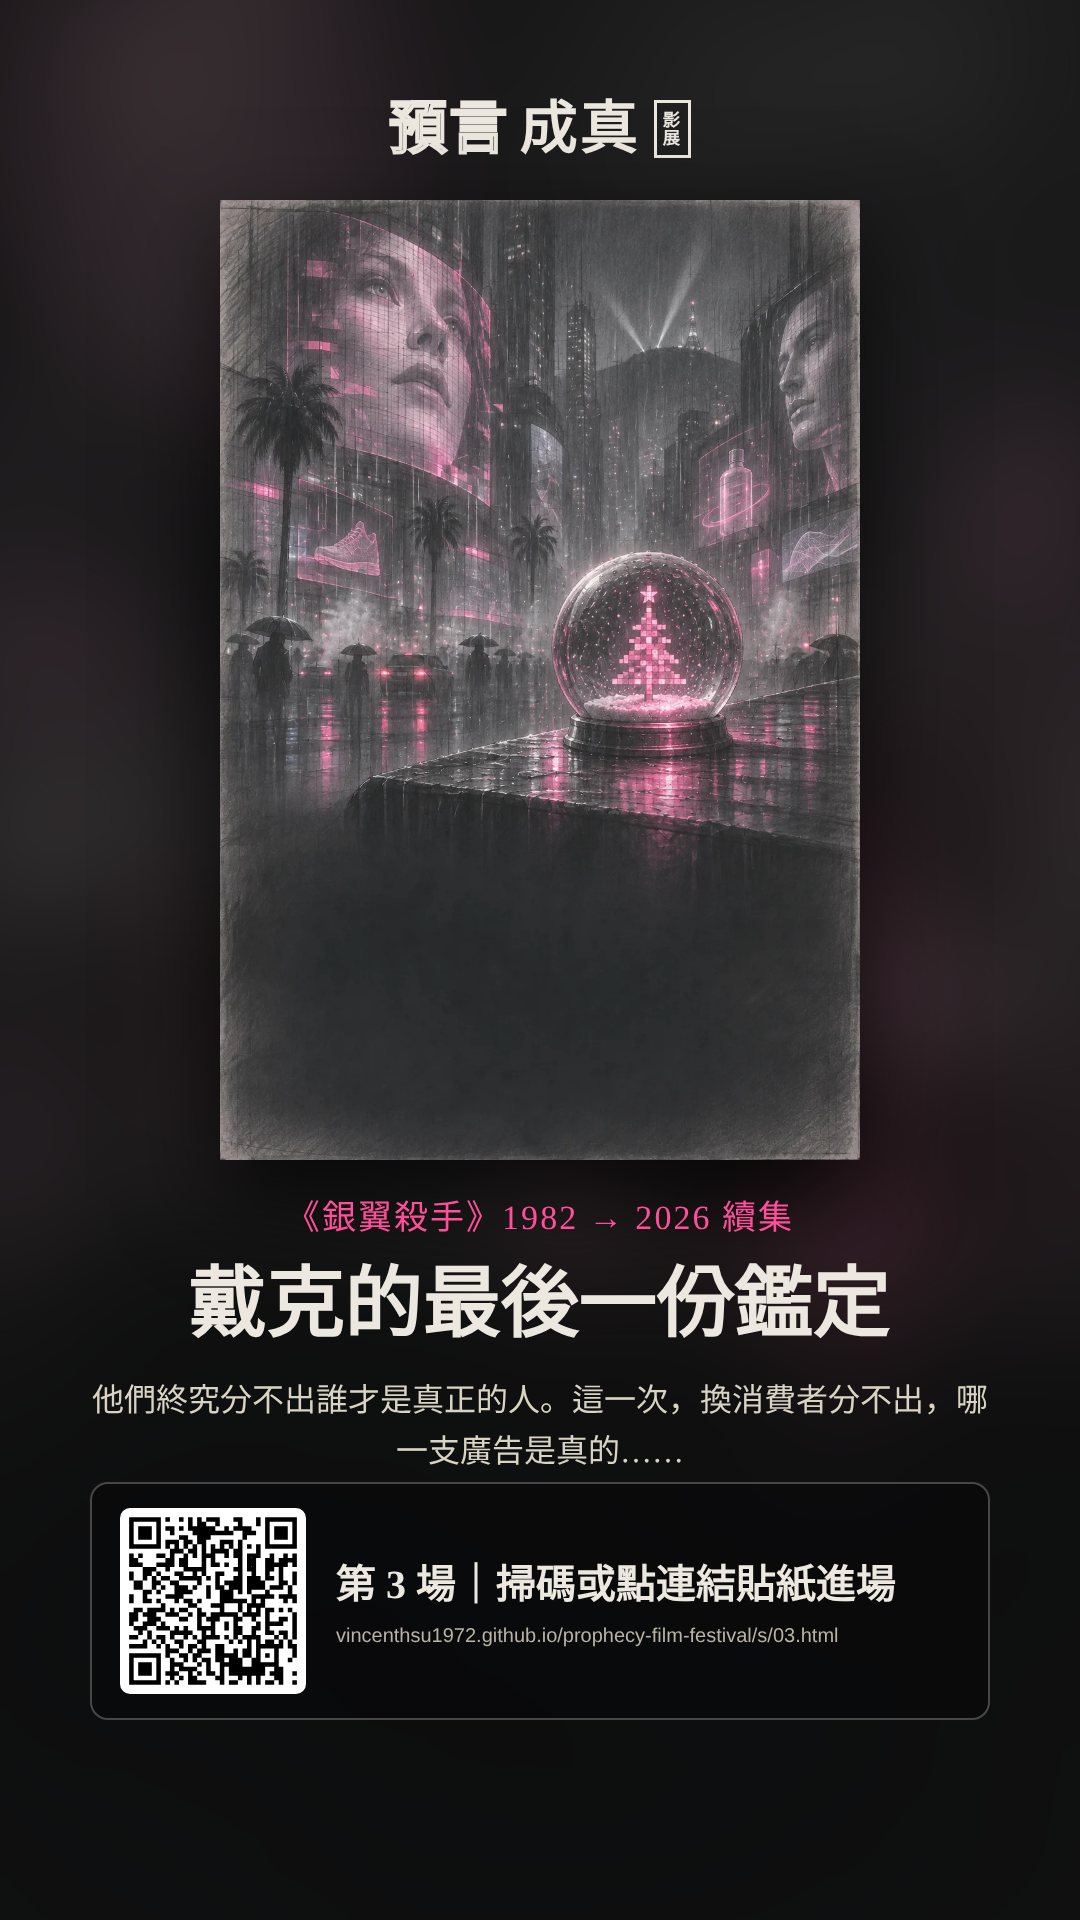 預言成真 影展
《銀翼殺手》1982 → 2026 續集
戴克的最後一份鑑定
他們終究分不出誰才是真正的人。這一次，換消費者分不出，哪
一支廣告是真的……
第 3 場｜掃碼或點連結貼紙進場
vincenthsu1972.github.io/prophecy-film-festival/s/03.html